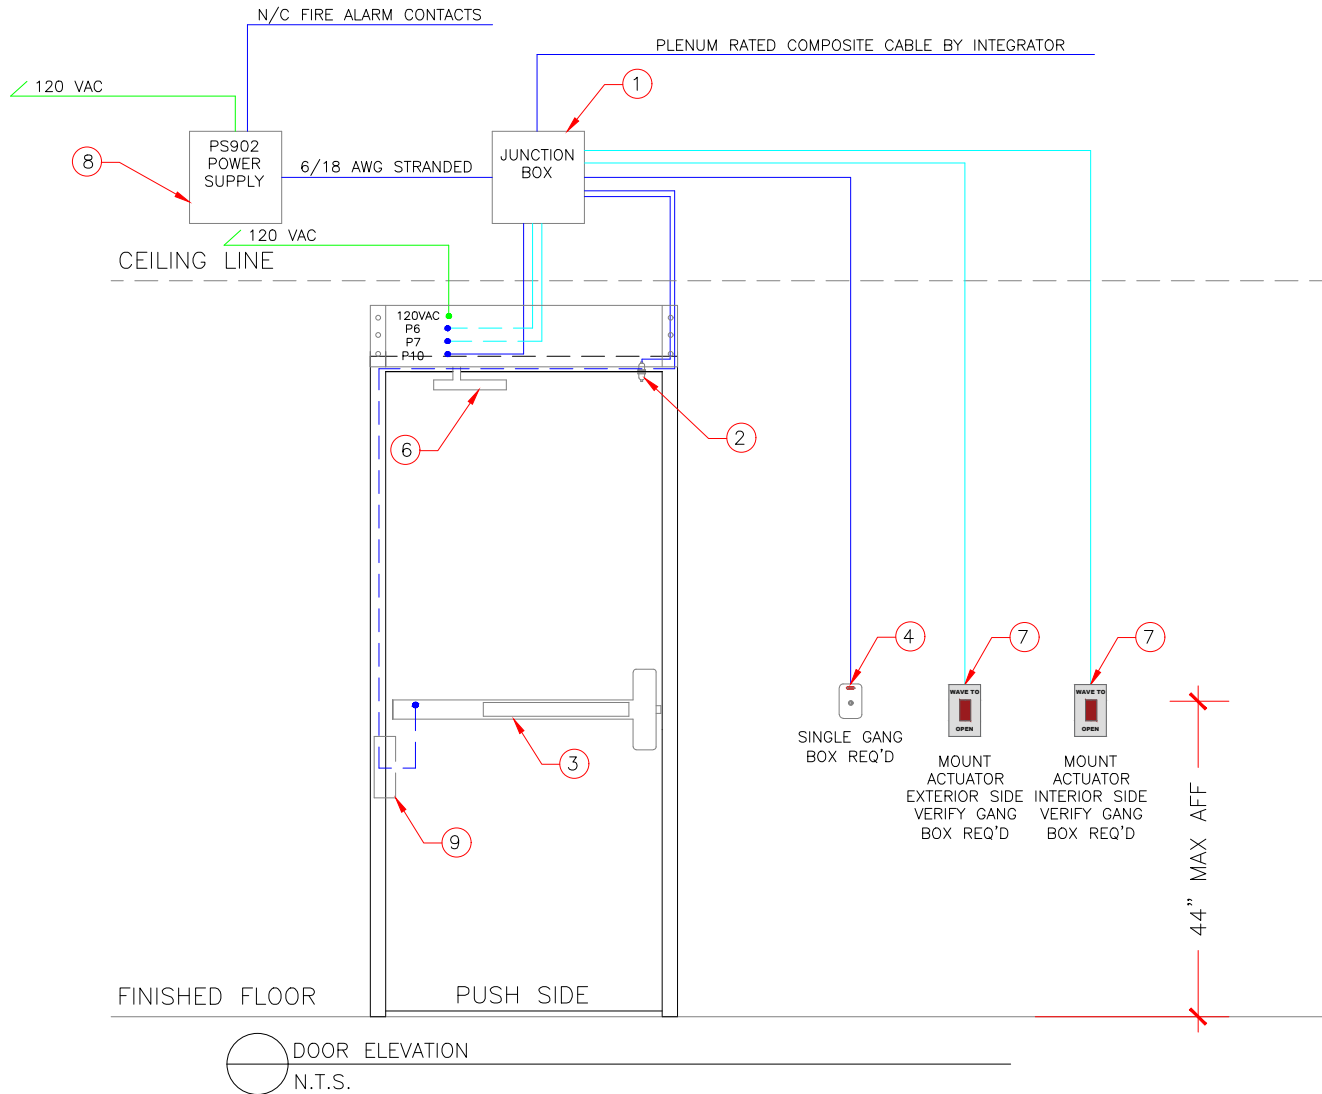 N/C FIRE ALARM CONTACTS
PLENUM RATED COMPOSITE CABLE BY INTEGRATOR
120 VAC
1
PS902
POWER
SUPPLY
8
6/18 AWG STRANDED
JUNCTION
BOX
120 VAC
CEILING LINE
120VAC
P6
P7
P10
6
2
4
7
7
WAVE TO
OPEN
WAVE TO
OPEN
SINGLE GANG
BOX REQ'D
3
MOUNT
ACTUATOR
EXTERIOR SIDE
VERIFY GANG
BOX REQ'D
MOUNT
ACTUATOR
INTERIOR SIDE
VERIFY GANG
BOX REQ'D
9
44" MAX AFF
FINISHED FLOOR
PUSH SIDE
DOOR ELEVATION
N.T.S.